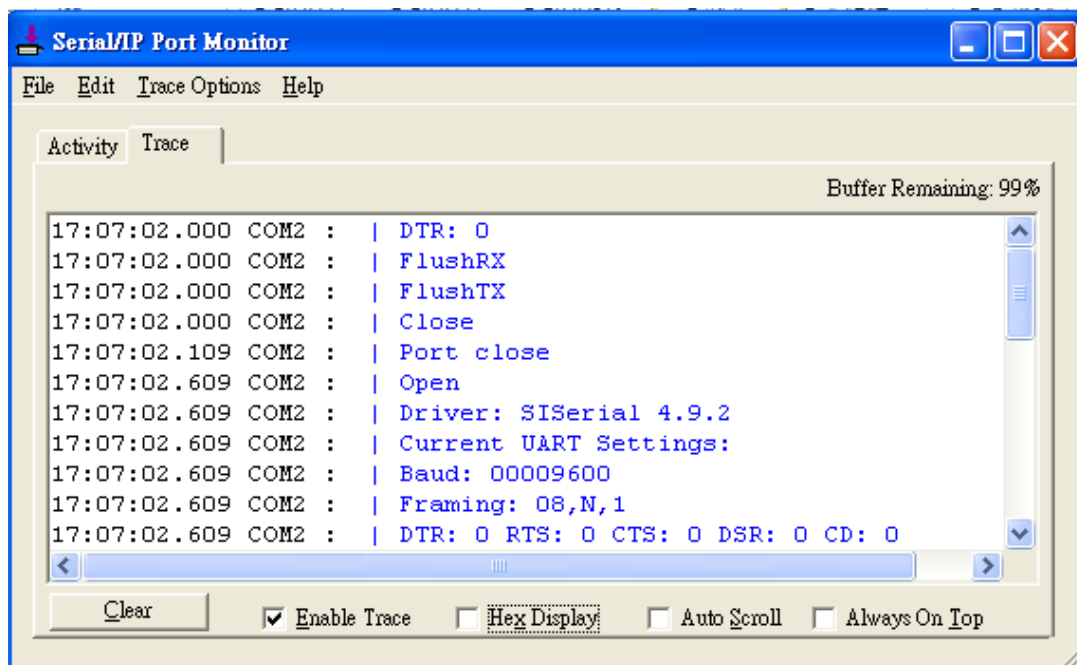 Serial/IP Port Monitor
File Edit Trace Options Help
Activity Trace
Buffer Remaining: 99%
17:07:02.000 COM2 : | DTR: 0
17:07:02.000 COM2 : | FlushRX
17:07:02.000 COM2 : | FlushTX
17:07:02.000 COM2 : | Close
17:07:02.109 COM2 : | Port close
17:07:02.609 COM2 : | Open
17:07:02.609 COM2 : | Driver: SISerial 4.9.2
17:07:02.609 COM2 : | Current UART Settings:
17:07:02.609 COM2 : | Baud: 00009600
17:07:02.609 COM2 : | Framing: 08,N,1
17:07:02.609 COM2 : | DTR: 0 RTS: 0 CTS: 0 DSR: 0 CD: 0
Clear Enable Trace Hex Display Auto Scroll Always On Top